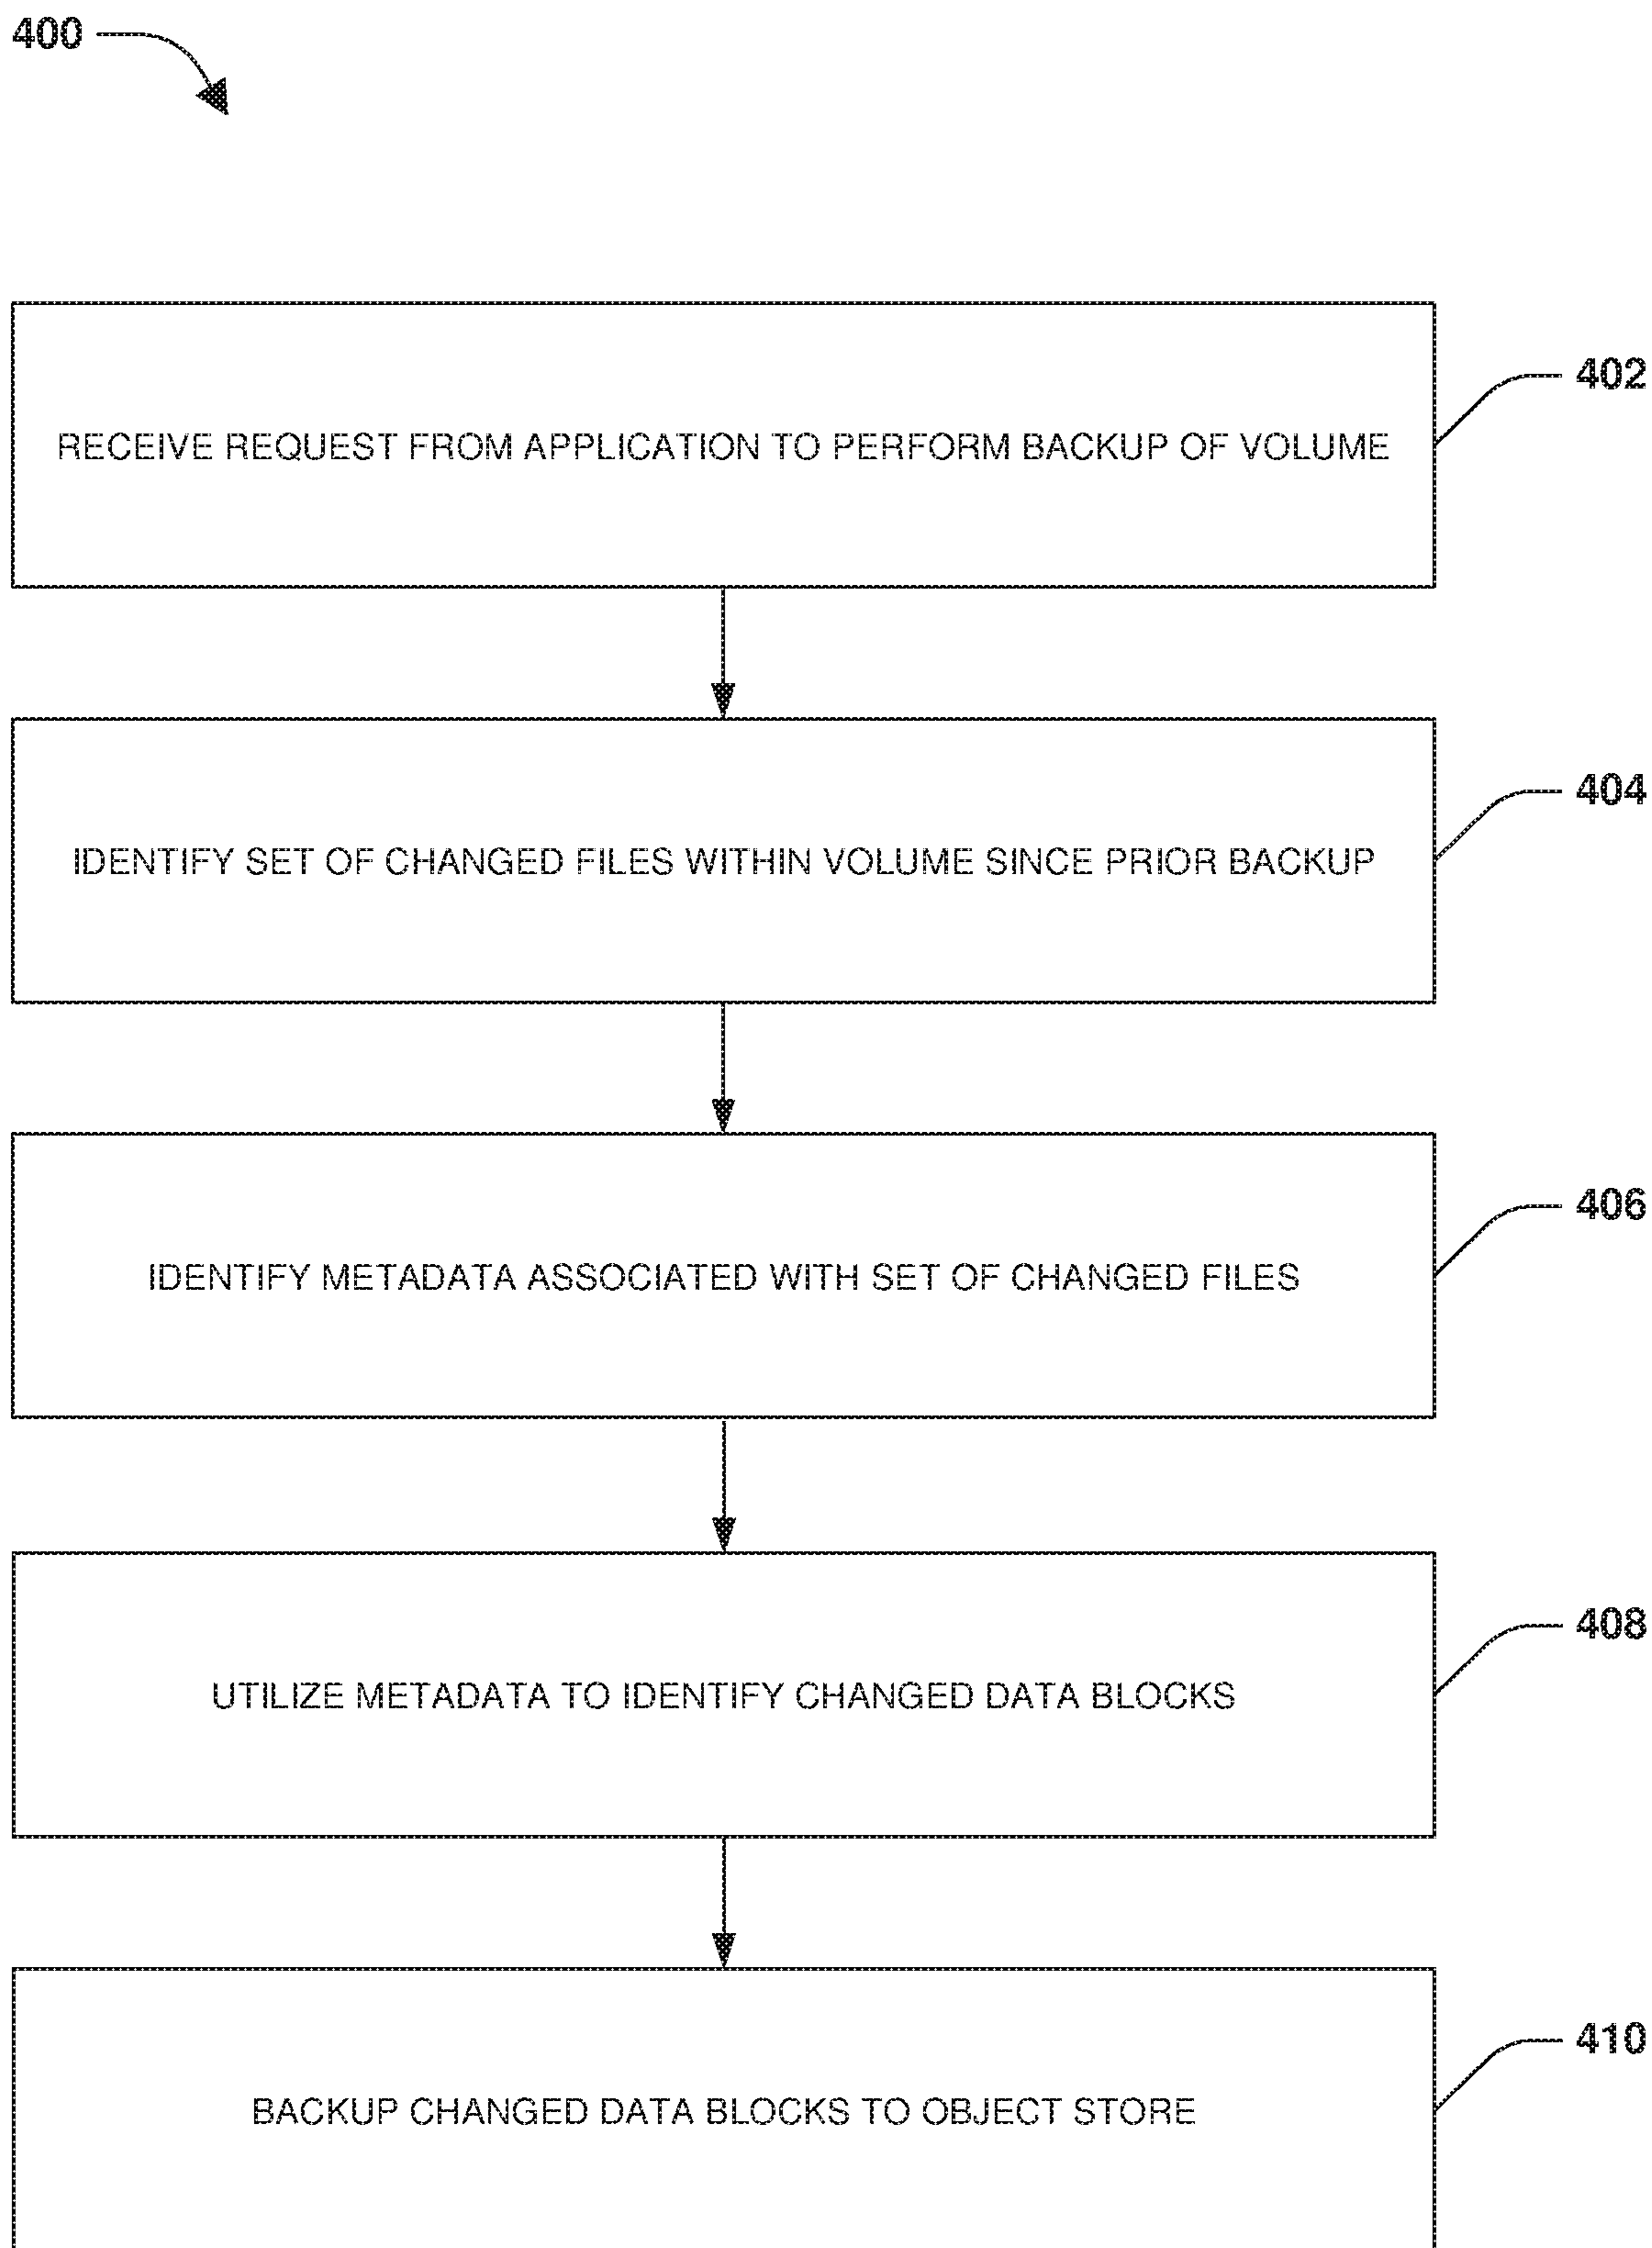 400
RECEIVE REQUEST FROM APPLICATION TO PERFORM BACKUP OF VOLUME
402
IDENTIFY SET OF CHANGED FILES WITHIN VOLUME SINCE PRIOR BACKUP
404
IDENTIFY METADATA ASSOCIATED WITH SET OF CHANGED FILES
406
UTILIZE METADATA TO IDENTIFY CHANGED DATA BLOCKS
408
BACKUP CHANGED DATA BLOCKS TO OBJECT STORE
410